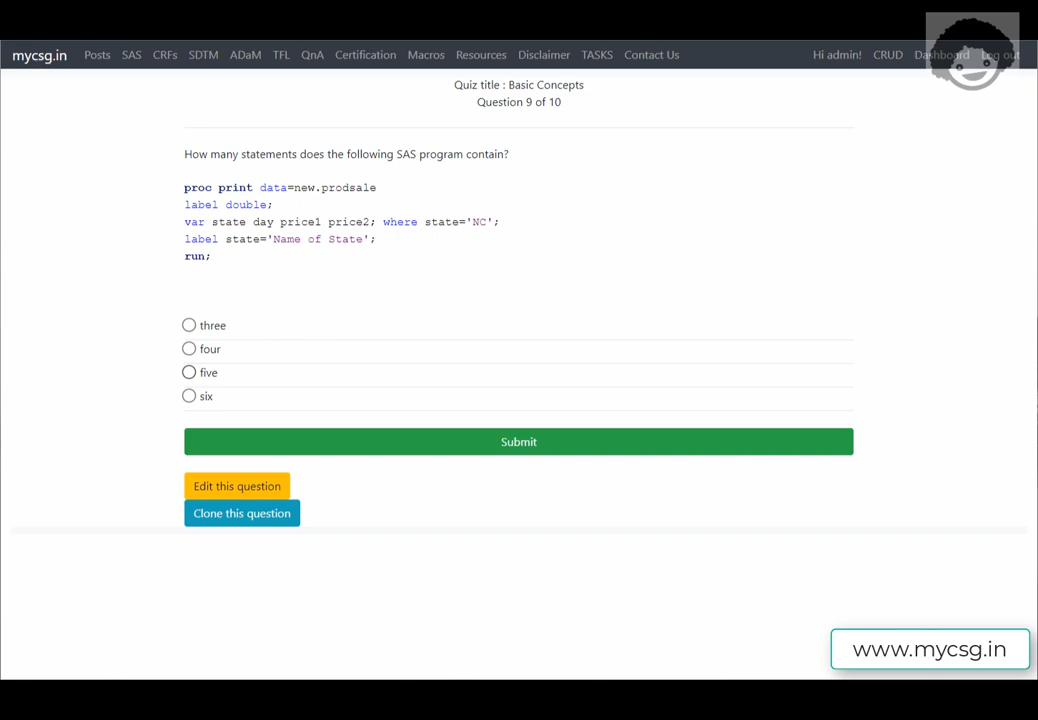 mycsg.in Posts SAS CRFs SDTM ADaM TFL QnA Certification Macros Resources Disclaimer TASKS Contact Us Hi admin! CRUD Dashboard Log out
Quiz title : Basic Concepts
Question 9 of 10
How many statements does the following SAS program contain?
proc print data=new.prodsale
label double;
var state day price1 price2; where state='NC';
label state='Name of State';
run;
three
four
five
six
Submit
Edit this question
Clone this question
www.mycsg.in